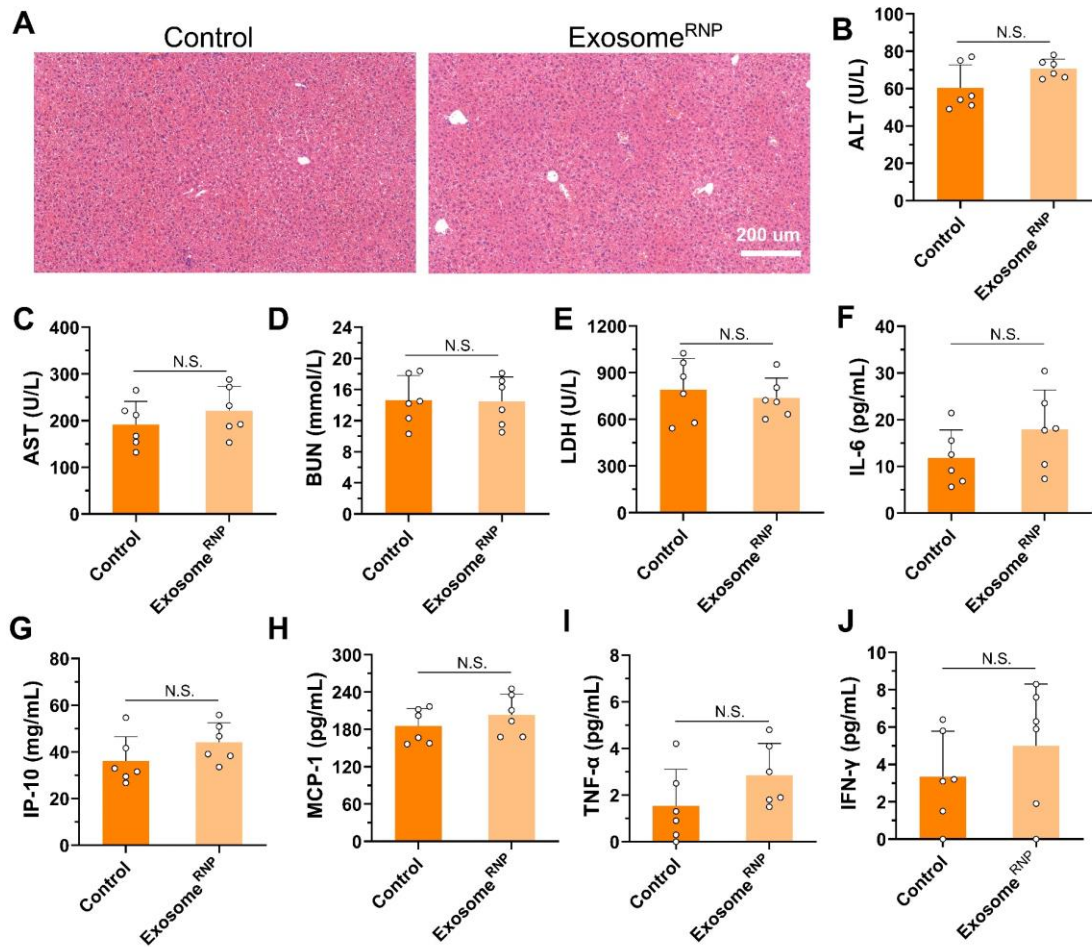 A
Control
Exosome^RNP
200 um
B
N.S.
ALT (U/L)
100
80
60
40
20
0
Control
Exosome^RNP
C
N.S.
AST (U/L)
400
300
200
100
0
Control
Exosome^RNP
D
N.S.
BUN (mmol/L)
24
20
16
12
8
4
0
Control
Exosome^RNP
E
N.S.
LDH (U/L)
1200
900
600
300
0
Control
Exosome^RNP
F
N.S.
IL-6 (pg/mL)
40
30
20
10
0
Control
Exosome^RNP
G
N.S.
IP-10 (mg/mL)
80
60
40
20
0
Control
Exosome^RNP
H
N.S.
MCP-1 (pg/mL)
300
240
180
120
60
0
Control
Exosome^RNP
I
N.S.
TNF-α (pg/mL)
8
6
4
2
0
Control
Exosome^RNP
J
N.S.
IFN-γ (pg/mL)
10
8
6
4
2
0
Control
Exosome^RNP